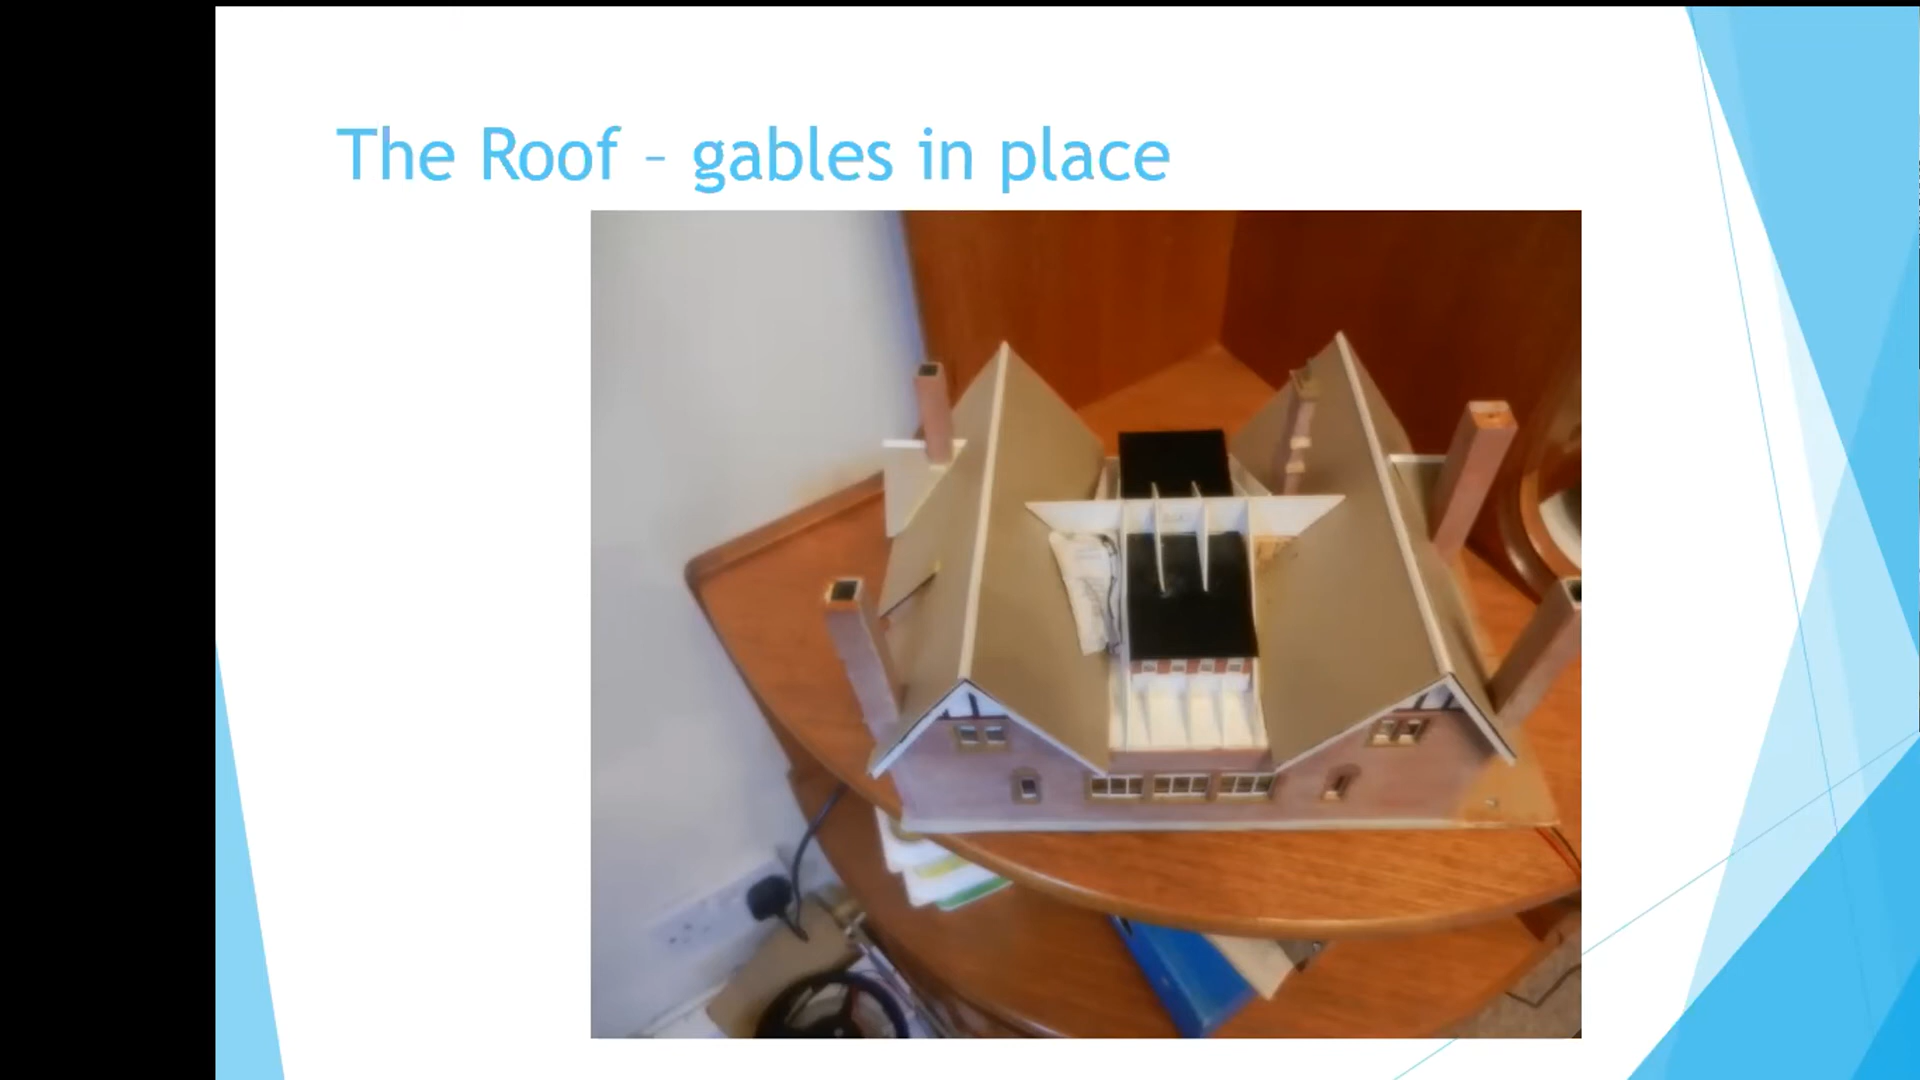 The Roof – gables in place